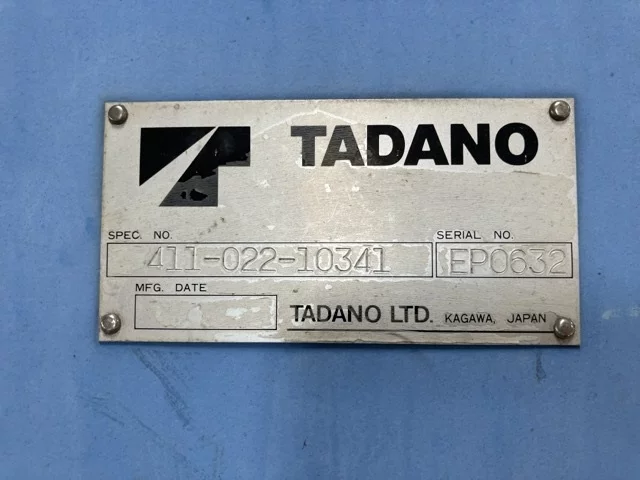 TADANO
SPEC. NO. SERIAL NO.
411-022-10341 EP0632
MFG. DATE
TADANO LTD. KAGAWA, JAPAN